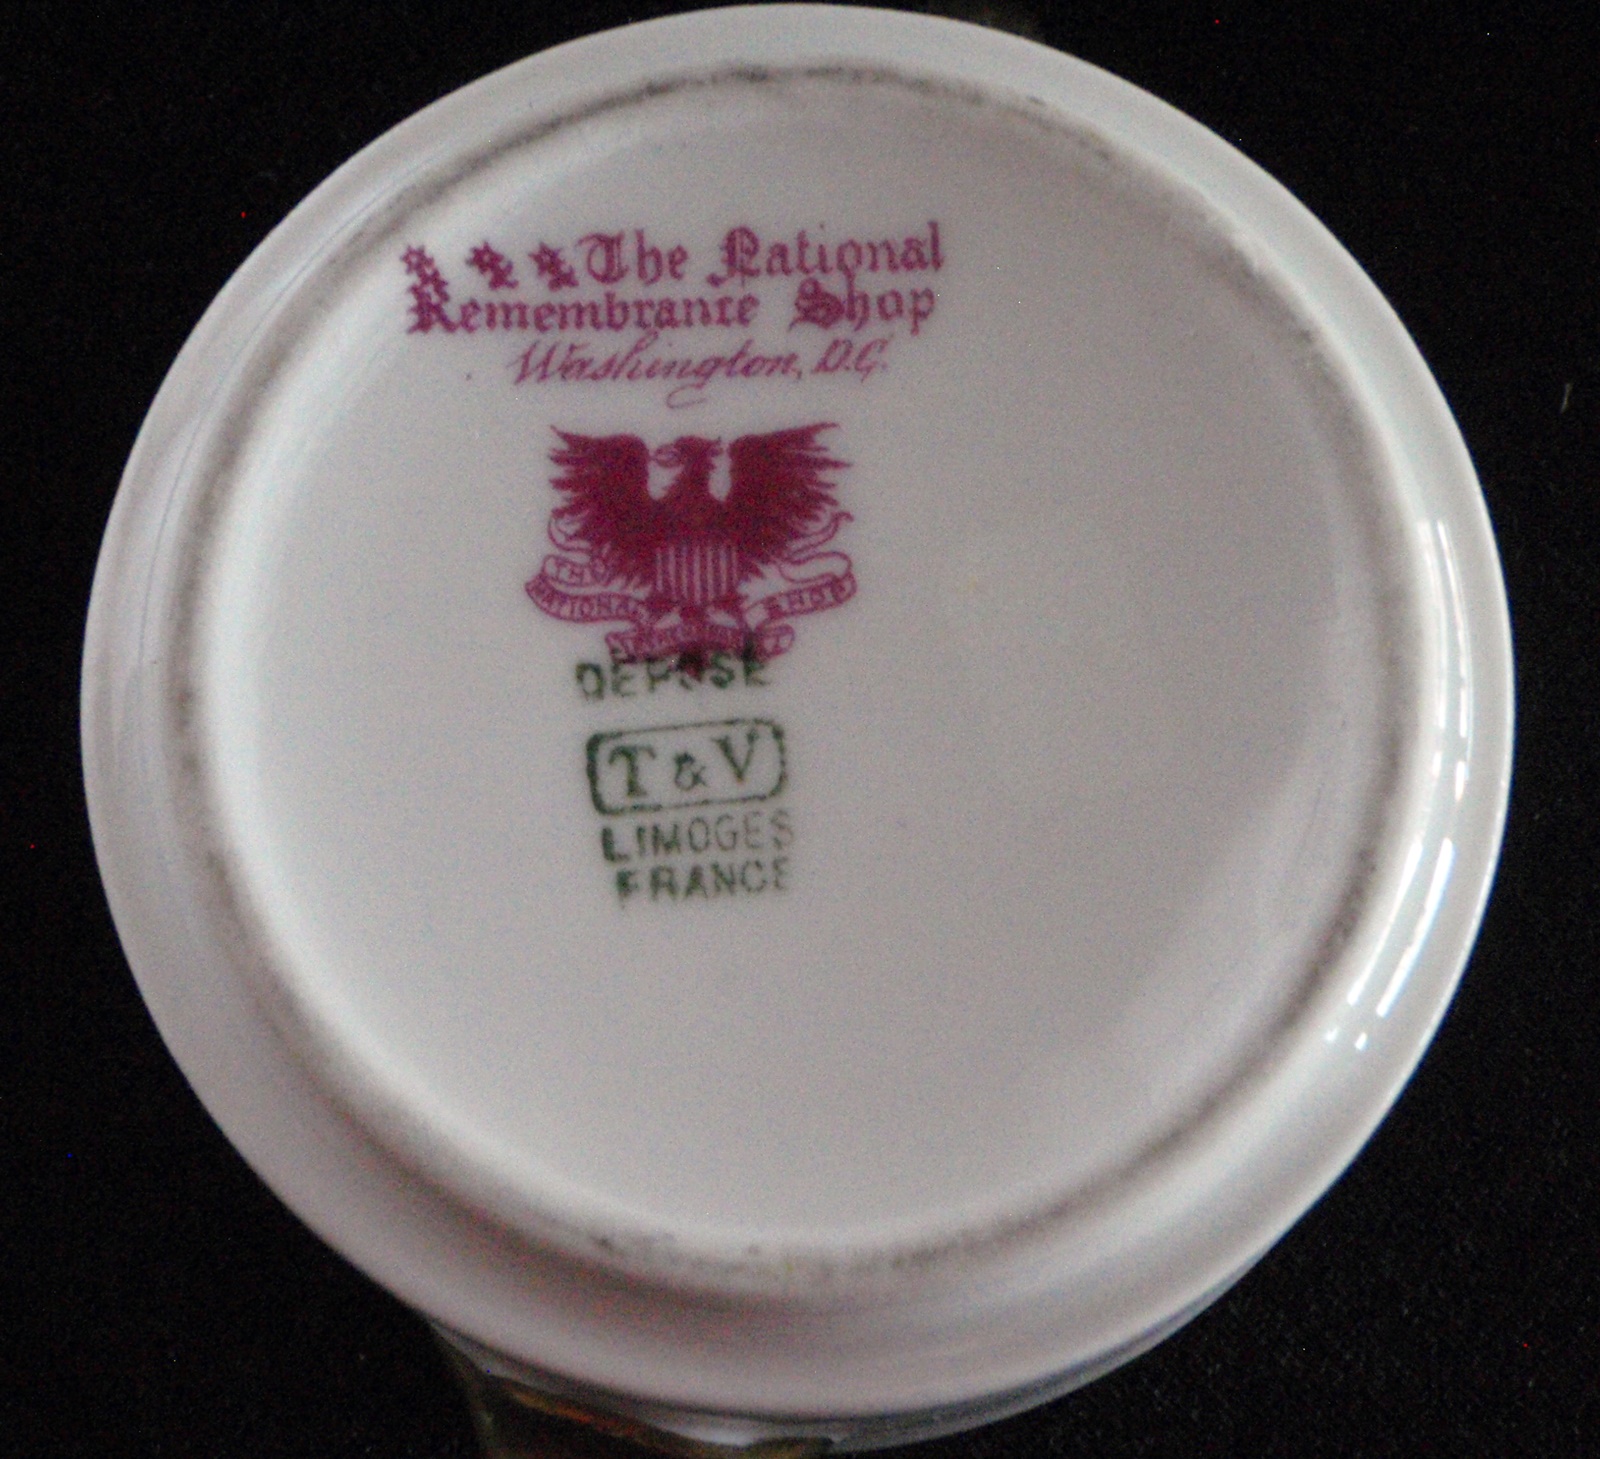 The National
Remembrance Shop
Washington, D.C.
THE
NATIONAL
SHOP
DEPOSE
T & V
LIMOGES
FRANCE